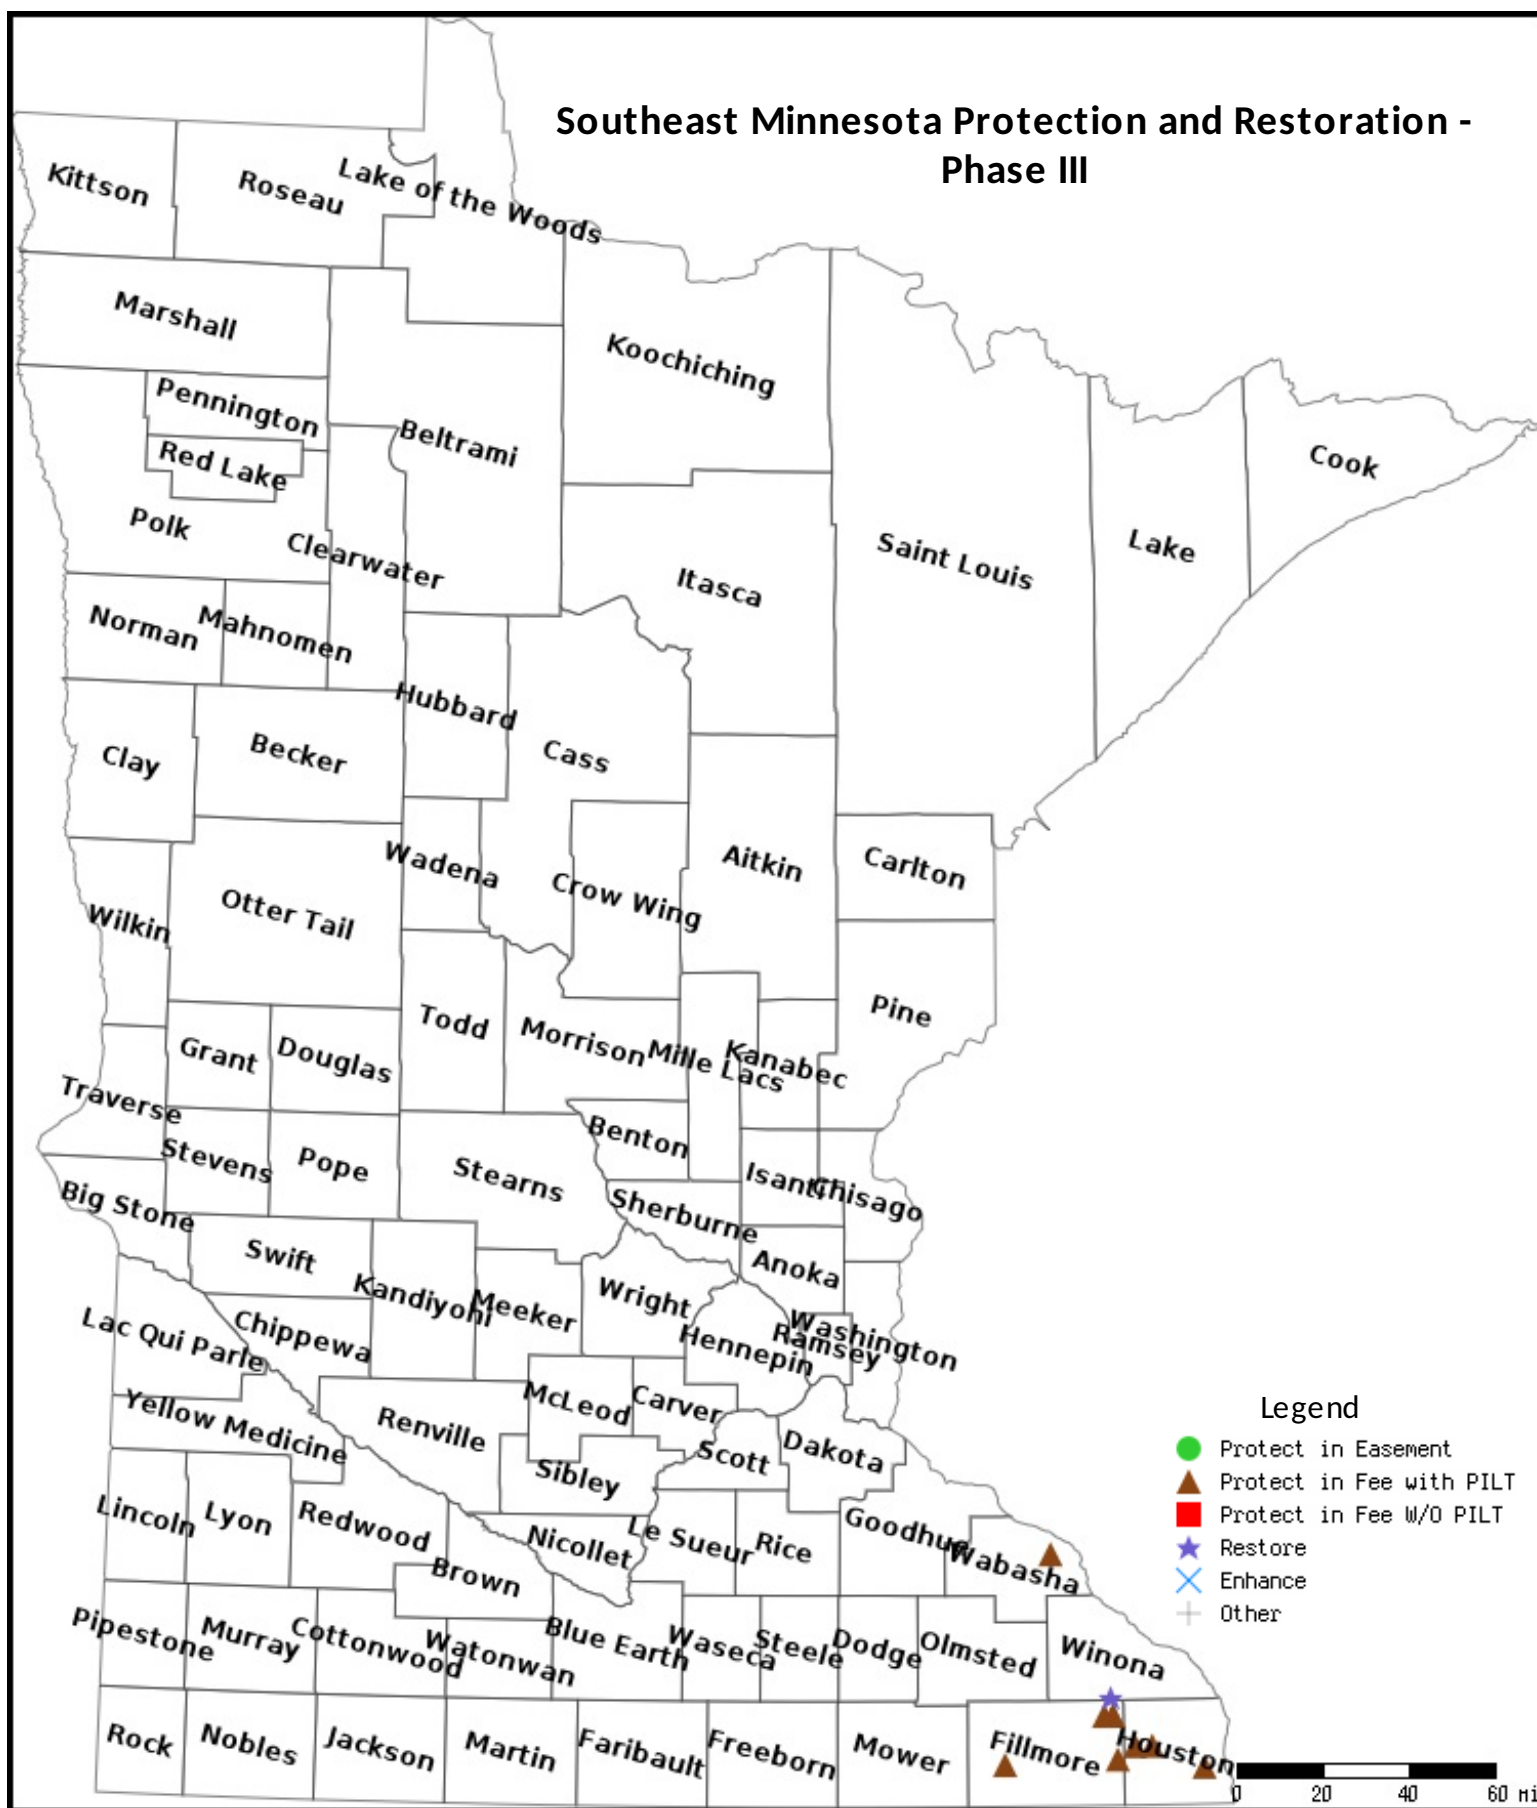 Southeast Minnesota Protection and Restoration -
Phase III
Kittson
Roseau
Lake of the Woods
Marshall
Koochiching
Pennington
Beltrami
Red Lake
Cook
Polk
Clearwater
Saint Louis
Lake
Itasca
Norman
Mahnomen
Hubbard
Clay
Becker
Cass
Wadena
Aitkin
Carlton
Otter Tail
Crow Wing
Wilkin
Pine
Todd
Morrison
Grant
Douglas
Mille Lacs
Kanabec
Traverse
Benton
Stevens
Pope
Stearns
Isanti
Chisago
Big Stone
Sherburne
Swift
Anoka
Kandiyohi
Meeker
Wright
Lac Qui Parle
Chippewa
Hennepin
Ramsey
Washington
McLeod
Carver
Yellow Medicine
Renville
Scott
Dakota
Sibley
Lincoln
Lyon
Redwood
Nicollet
Le Sueur
Rice
Goodhue
Wabasha
Brown
Pipestone
Murray
Cottonwood
Watonwan
Blue Earth
Waseca
Steele
Dodge
Olmsted
Winona
Rock
Nobles
Jackson
Martin
Faribault
Freeborn
Mower
Fillmore
Houston
Legend
Protect in Easement
Protect in Fee with PILT
Protect in Fee W/O PILT
Restore
Enhance
Other
0 20 40 60 Mi